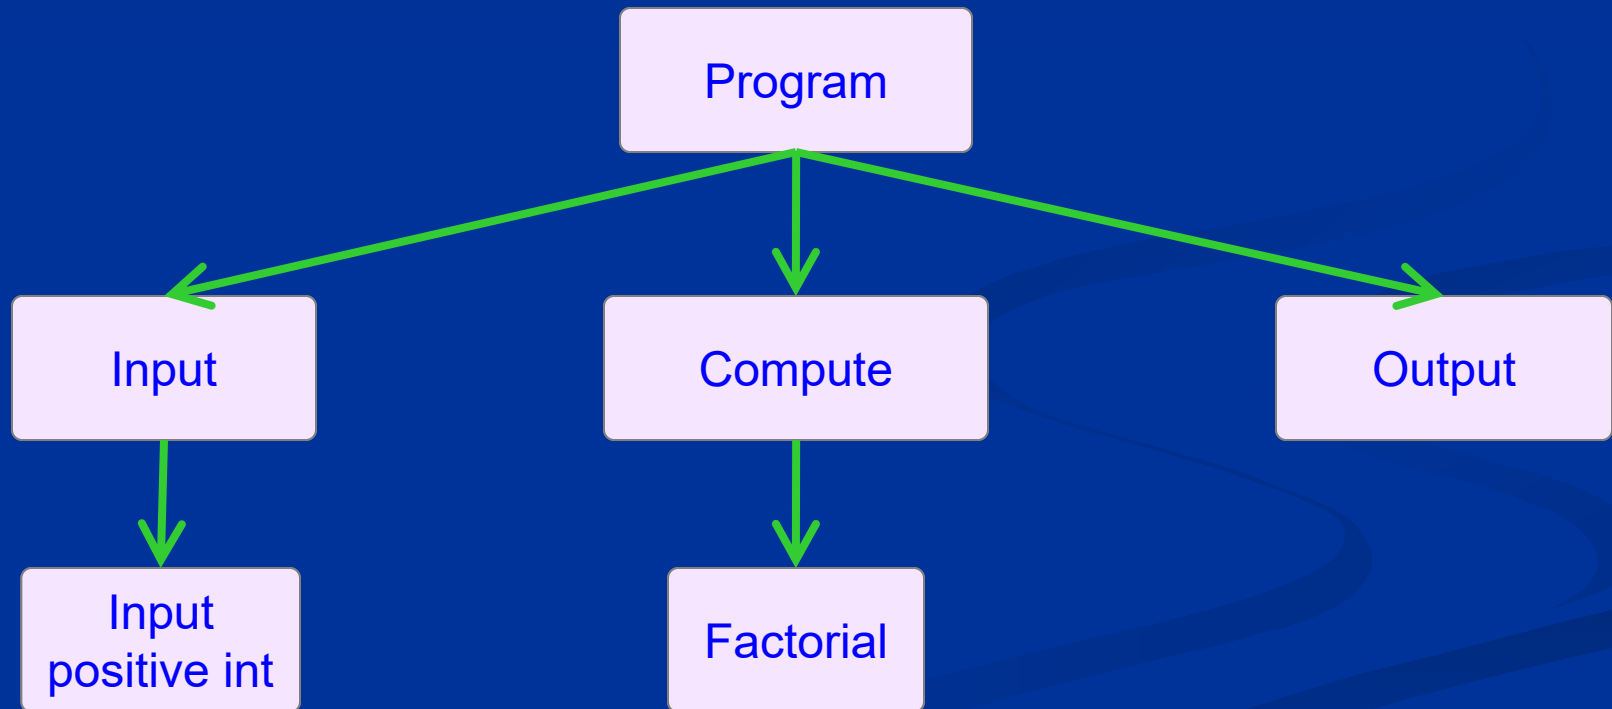 Program
Input
Compute
Output
Input
positive int
Factorial